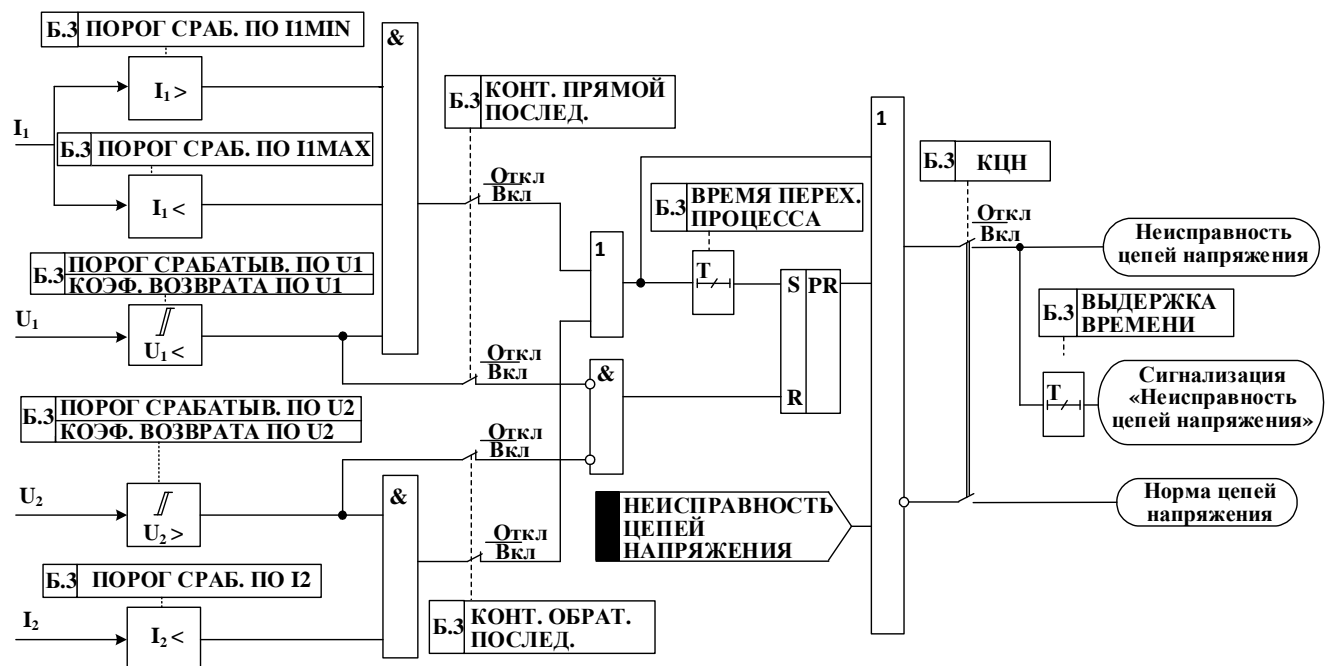 Б.3 ПОРОГ СРАБ. ПО I1MIN
I₁ >
I₁
Б.3 ПОРОГ СРАБ. ПО I1MAX
I₁ <
Б.3 ПОРОГ СРАБАТЫВ. ПО U1
КОЭФ. ВОЗВРАТА ПО U1
U₁
U₁ <
Б.3 ПОРОГ СРАБАТЫВ. ПО U2
КОЭФ. ВОЗВРАТА ПО U2
U₂
U₂ >
Б.3 ПОРОГ СРАБ. ПО I2
I₂
I₂ <
&
&
Б.3 КОНТ. ПРЯМОЙ
ПОСЛЕД.
Откл
Вкл
Откл
Вкл
Откл
Вкл
Откл
Вкл
Б.3 КОНТ. ОБРАТ.
ПОСЛЕД.
1
&
Б.3 ВРЕМЯ ПЕРЕХ.
ПРОЦЕССА
T
S PR
R
НЕИСПРАВНОСТЬ
ЦЕПЕЙ
НАПРЯЖЕНИЯ
1
Б.3 КЦН
Откл
Вкл
Неисправность
цепей напряжения
Б.3 ВЫДЕРЖКА
ВРЕМЕНИ
T
Сигнализация
«Неисправность
цепей напряжения»
Норма цепей
напряжения